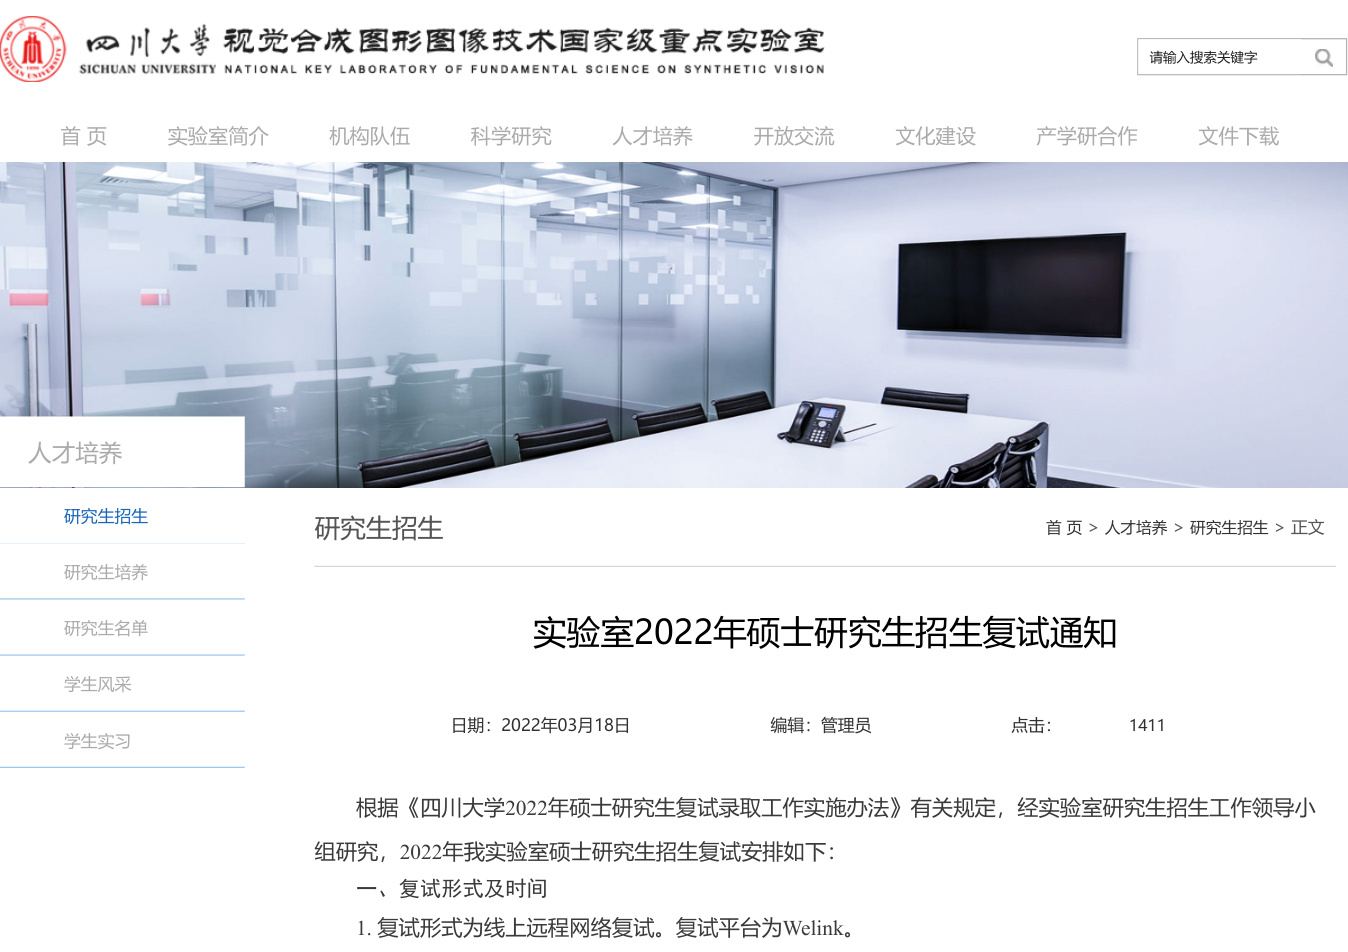 四川大學 视觉合成图形图像技术国家级重点实验室
SICHUAN UNIVERSITY NATIONAL KEY LABORATORY OF FUNDAMENTAL SCIENCE ON SYNTHETIC VISION
请输入搜索关键字
首 页 实验室简介 机构队伍 科学研究 人才培养 开放交流 文化建设 产学研合作 文件下载
人才培养
研究生招生
研究生培养
研究生名单
学生风采
学生实习
研究生招生
首 页 > 人才培养 > 研究生招生 > 正文
实验室2022年硕士研究生招生复试通知
日期：2022年03月18日 编辑：管理员 点击： 1411
根据《四川大学2022年硕士研究生复试录取工作实施办法》有关规定，经实验室研究生招生工作领导小
组研究，2022年我实验室硕士研究生招生复试安排如下：
一、复试形式及时间
1. 复试形式为线上远程网络复试。复试平台为Welink。